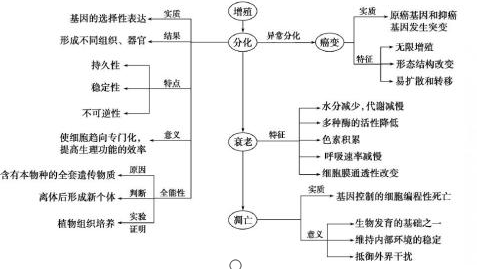 增殖
基因的选择性表达
实质
形成不同组织、器官
结果
分化
异常分化
癌变
实质
原癌基因和抑癌
基因发生突变
特征
无限增殖
形态结构改变
易扩散和转移
持久性
稳定性
特点
不可逆性
使细胞趋向专门化，
提高生理功能的效率
意义
含有本物种的全套遗传物质
原因
离体后形成新个体
判断
全能性
植物组织培养
实验
证明
衰老
特征
水分减少，代谢减慢
多种酶的活性降低
色素积累
呼吸速率减慢
细胞膜通透性改变
凋亡
实质
基因控制的细胞编程性死亡
意义
生物发育的基础之一
维持内部环境的稳定
抵御外界干扰